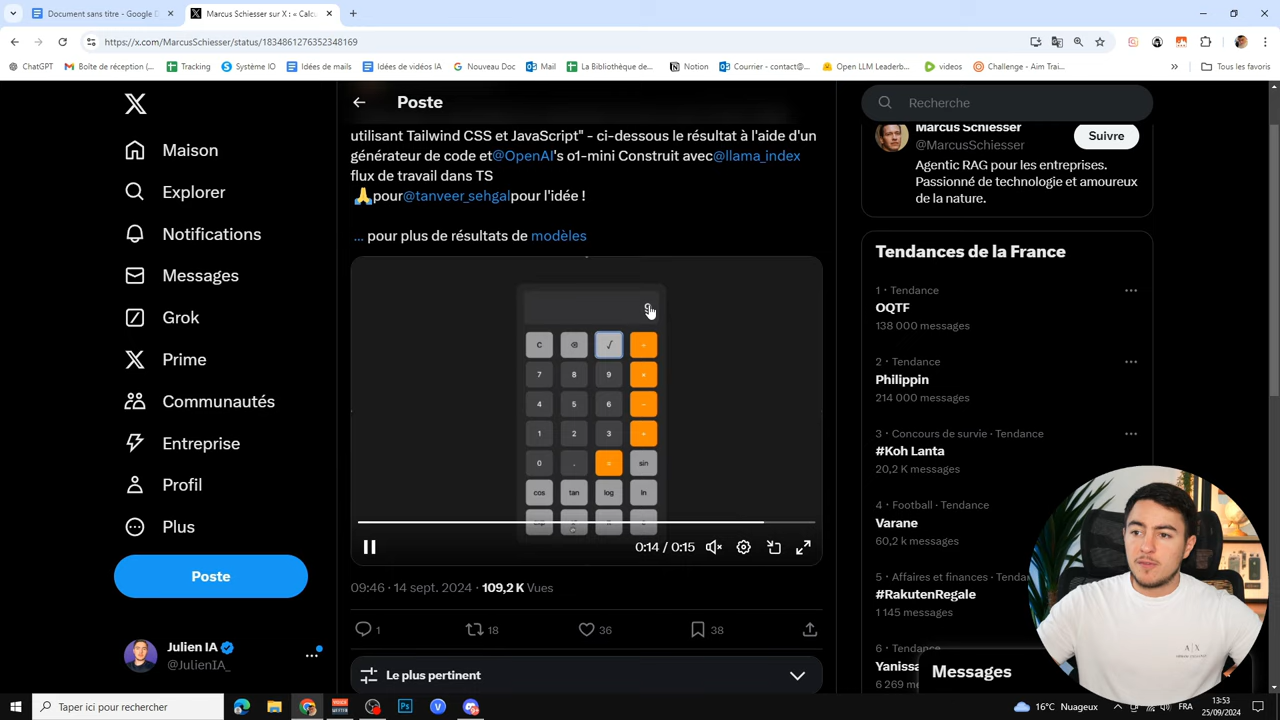 Document sans titre - Google D
Marcus Schiesser sur X : « Calcu
https://x.com/MarcusSchiesser/status/1834861276352348169
ChatGPT
Boîte de réception (...
Tracking
Système IO
Idées de mails
Idées de vidéos IA
Nouveau Doc
Mail
La Bibliothèque de...
Notion
Courrier - contact@...
Open LLM Leaderb...
videos
Challenge - Aim Trai...
Tous les favoris
Maison
Explorer
Notifications
Messages
Grok
Prime
Communautés
Entreprise
Profil
Plus
Poste
Julien IA
@JulienIA_
Poste
utilisant Tailwind CSS et JavaScript" - ci-dessous le résultat à l'aide d'un
générateur de code et@OpenAI's o1-mini Construit avec@llama_index
flux de travail dans TS
🙏pour@tanveer_sehgalpour l'idée !
... pour plus de résultats de modèles
C ⌫ √ ÷
7 8 9 ×
4 5 6 −
1 2 3 +
0 . = sin
cos tan log ln
0:14 / 0:15
09:46 · 14 sept. 2024 · 109,2 K Vues
1 18 36 38
Le plus pertinent
Recherche
Marcus Schiesser
@MarcusSchiesser
Suivre
Agentic RAG pour les entreprises.
Passionné de technologie et amoureux
de la nature.
Tendances de la France
1 · Tendance
OQTF
138 000 messages
2 · Tendance
Philippin
214 000 messages
3 · Concours de survie · Tendance
#Koh Lanta
20,2 K messages
4 · Football · Tendance
Varane
60,2 k messages
5 · Affaires et finances · Tendan
#RakutenRegale
1 145 messages
6 · Tendance
Yanissa
6 269 me
Messages
A|X
Taper ici pour rechercher
16°C Nuageux
FRA
13:53
25/09/2024